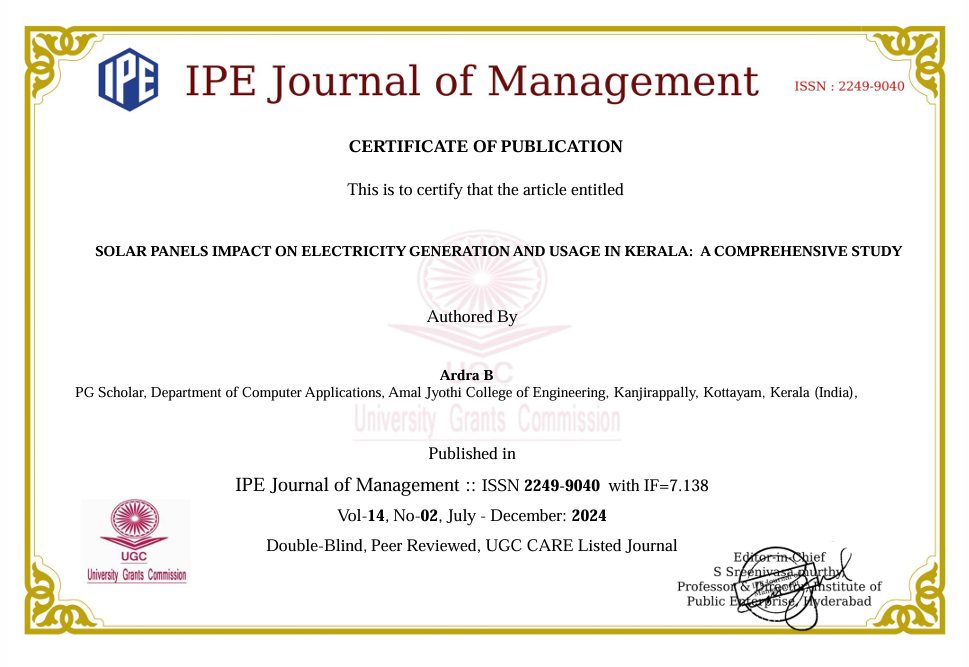 IPE
IPE Journal of Management
ISSN : 2249-9040
CERTIFICATE OF PUBLICATION
This is to certify that the article entitled
SOLAR PANELS IMPACT ON ELECTRICITY GENERATION AND USAGE IN KERALA: A COMPREHENSIVE STUDY
Authored By
Ardra B
PG Scholar, Department of Computer Applications, Amal Jyothi College of Engineering, Kanjirappally, Kottayam, Kerala (India),
UGC
University Grants Commission
Published in
IPE Journal of Management :: ISSN 2249-9040 with IF=7.138
Vol-14, No-02, July - December: 2024
Double-Blind, Peer Reviewed, UGC CARE Listed Journal
UGC
University Grants Commission
Editor-in-Chief
S Sreenivasa murthy
Professor & Director, Institute of
Public Enterprise, Hyderabad